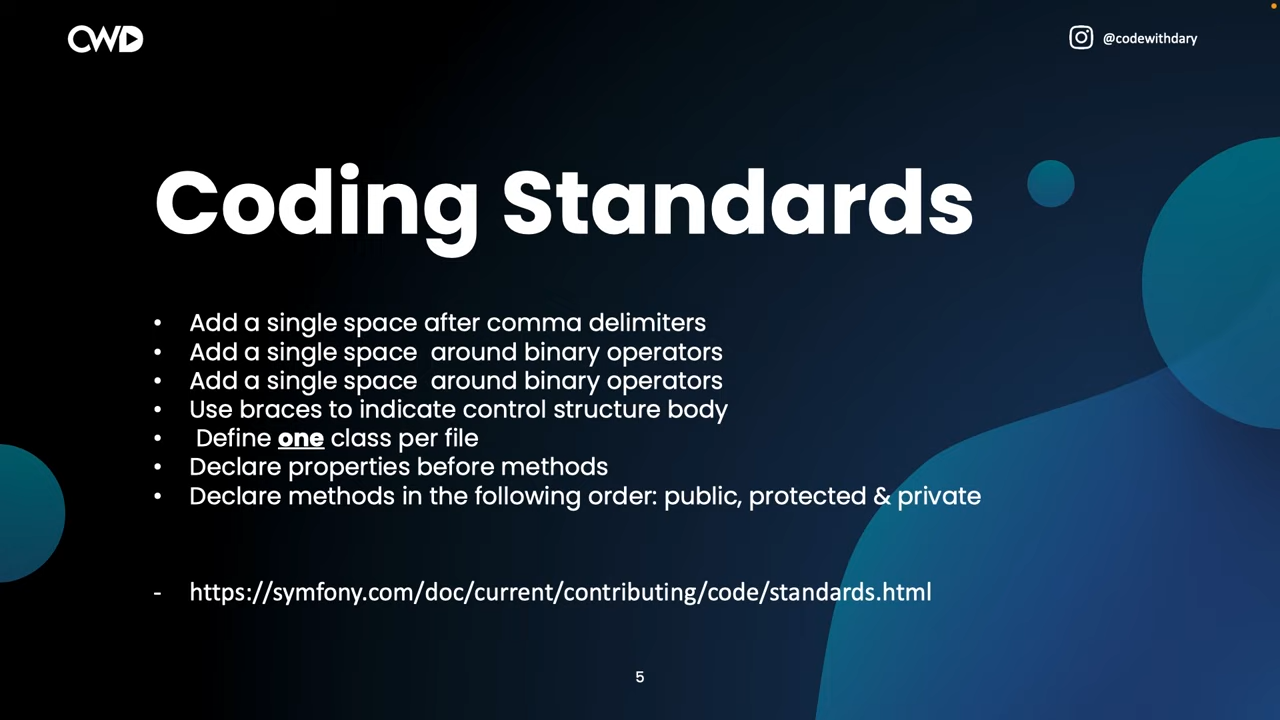 CWD
@codewithdary
Coding Standards
• Add a single space after comma delimiters
• Add a single space  around binary operators
• Add a single space  around binary operators
• Use braces to indicate control structure body
•  Define one class per file
• Declare properties before methods
• Declare methods in the following order: public, protected & private
- https://symfony.com/doc/current/contributing/code/standards.html
5